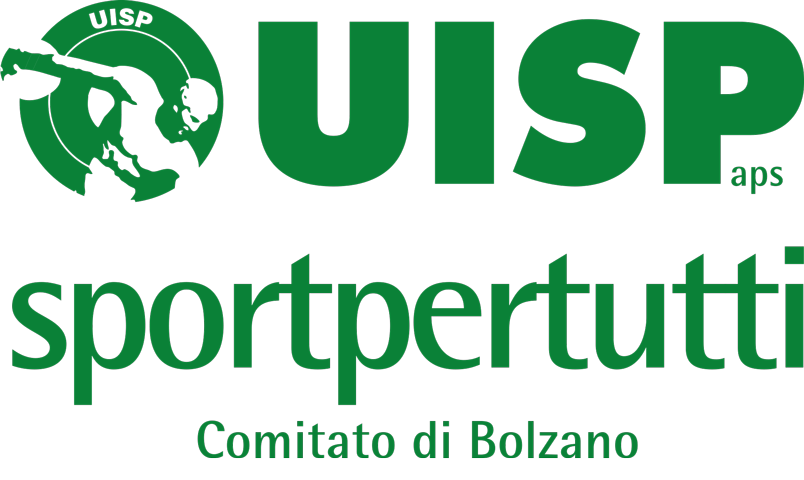 UISP
UISP
aps
sportpertutti
Comitato di Bolzano